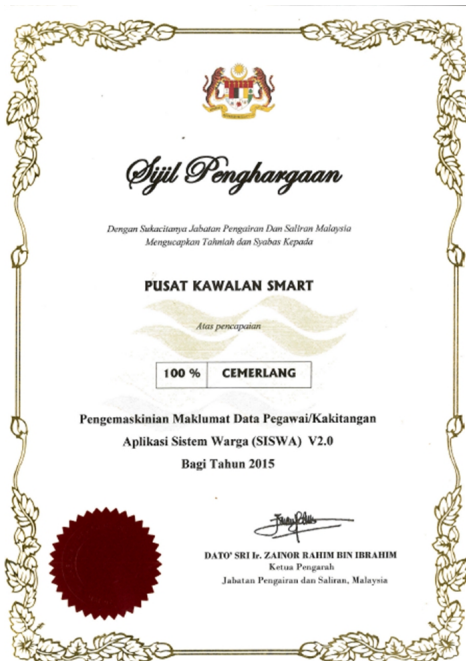 Sijil Penghargaan
Dengan Sukacitanya Jabatan Pengairan Dan Saliran Malaysia
Mengucapkan Tahniah dan Syabas Kepada
PUSAT KAWALAN SMART
Atas pencapaian
100 % CEMERLANG
Pengemaskinian Maklumat Data Pegawai/Kakitangan
Aplikasi Sistem Warga (SISWA) V2.0
Bagi Tahun 2015
DATO' SRI Ir. ZAINOR RAHIM BIN IBRAHIM
Ketua Pengarah
Jabatan Pengairan dan Saliran, Malaysia